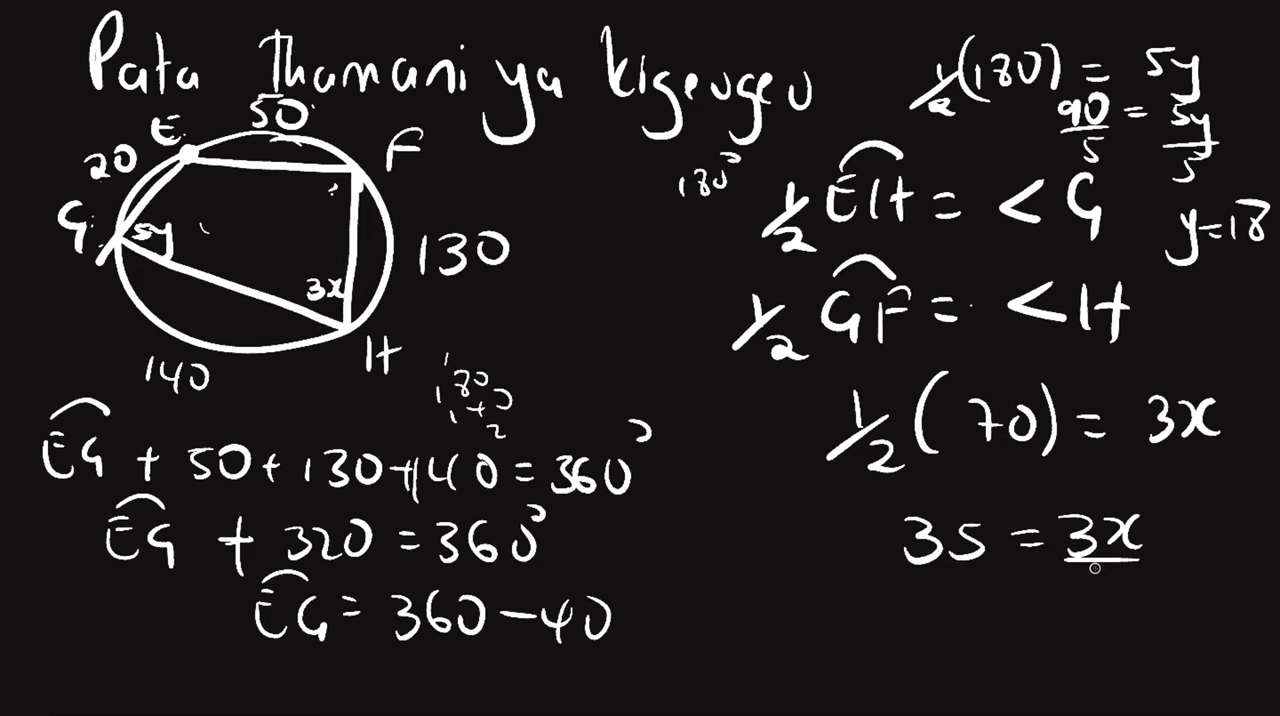 Pata Thamani ya kigeugeu
50
E
20
F
G
5y
130
3x
H
140
180°
180
140
EG + 50 + 130 + 140 = 360°
EG + 320 = 360°
EG = 360 - 40
1/2 (180) = 5y
90/5 = 5y/5
y = 18
1/2 EH = < G
1/2 GF = < H
1/2 (70) = 3x
35 = 3x